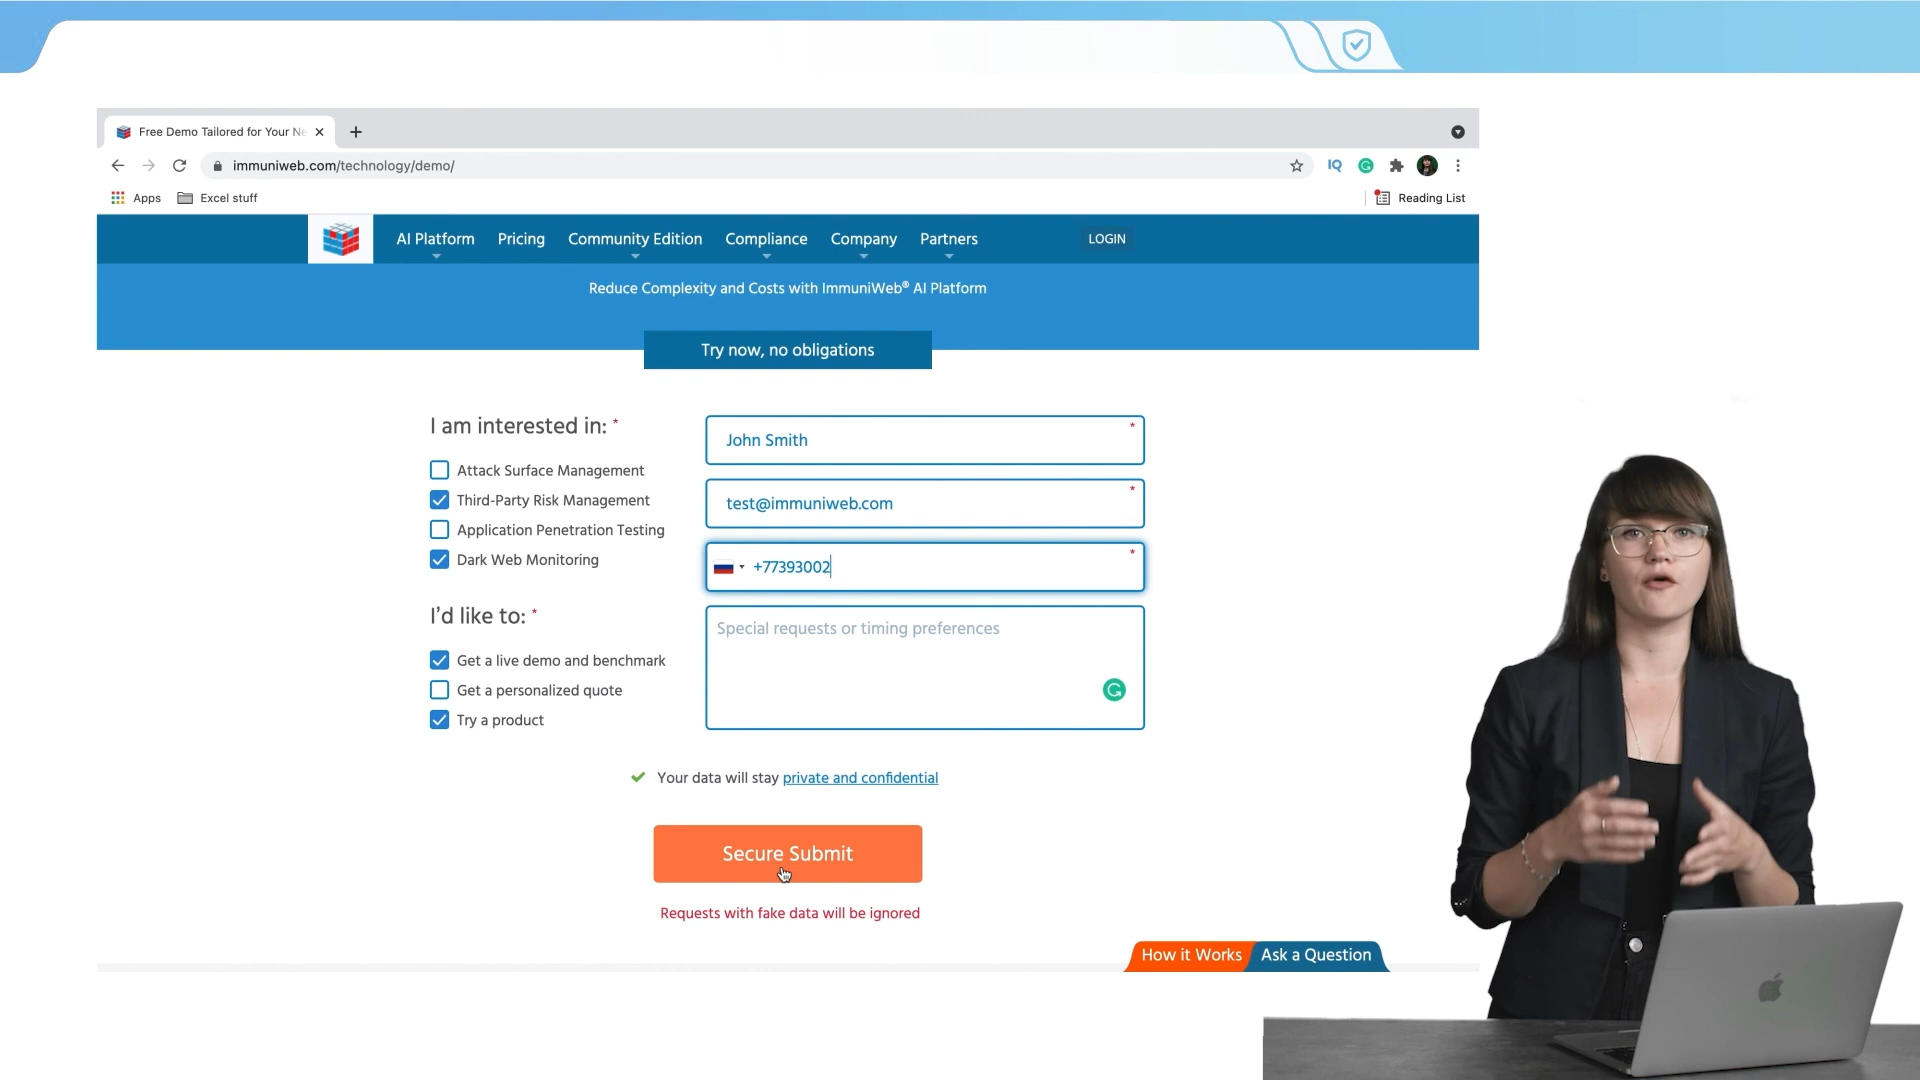 Free Demo Tailored for Your Ne
immuniweb.com/technology/demo/
IQ
Apps
Excel stuff
Reading List
AI Platform
Pricing
Community Edition
Compliance
Company
Partners
LOGIN
Reduce Complexity and Costs with ImmuniWeb® AI Platform
Try now, no obligations
I am interested in: *
Attack Surface Management
Third-Party Risk Management
Application Penetration Testing
Dark Web Monitoring
I'd like to: *
Get a live demo and benchmark
Get a personalized quote
Try a product
John Smith *
test@immuniweb.com *
+77393002 *
Special requests or timing preferences
Your data will stay private and confidential
Secure Submit
Requests with fake data will be ignored
How it Works
Ask a Question